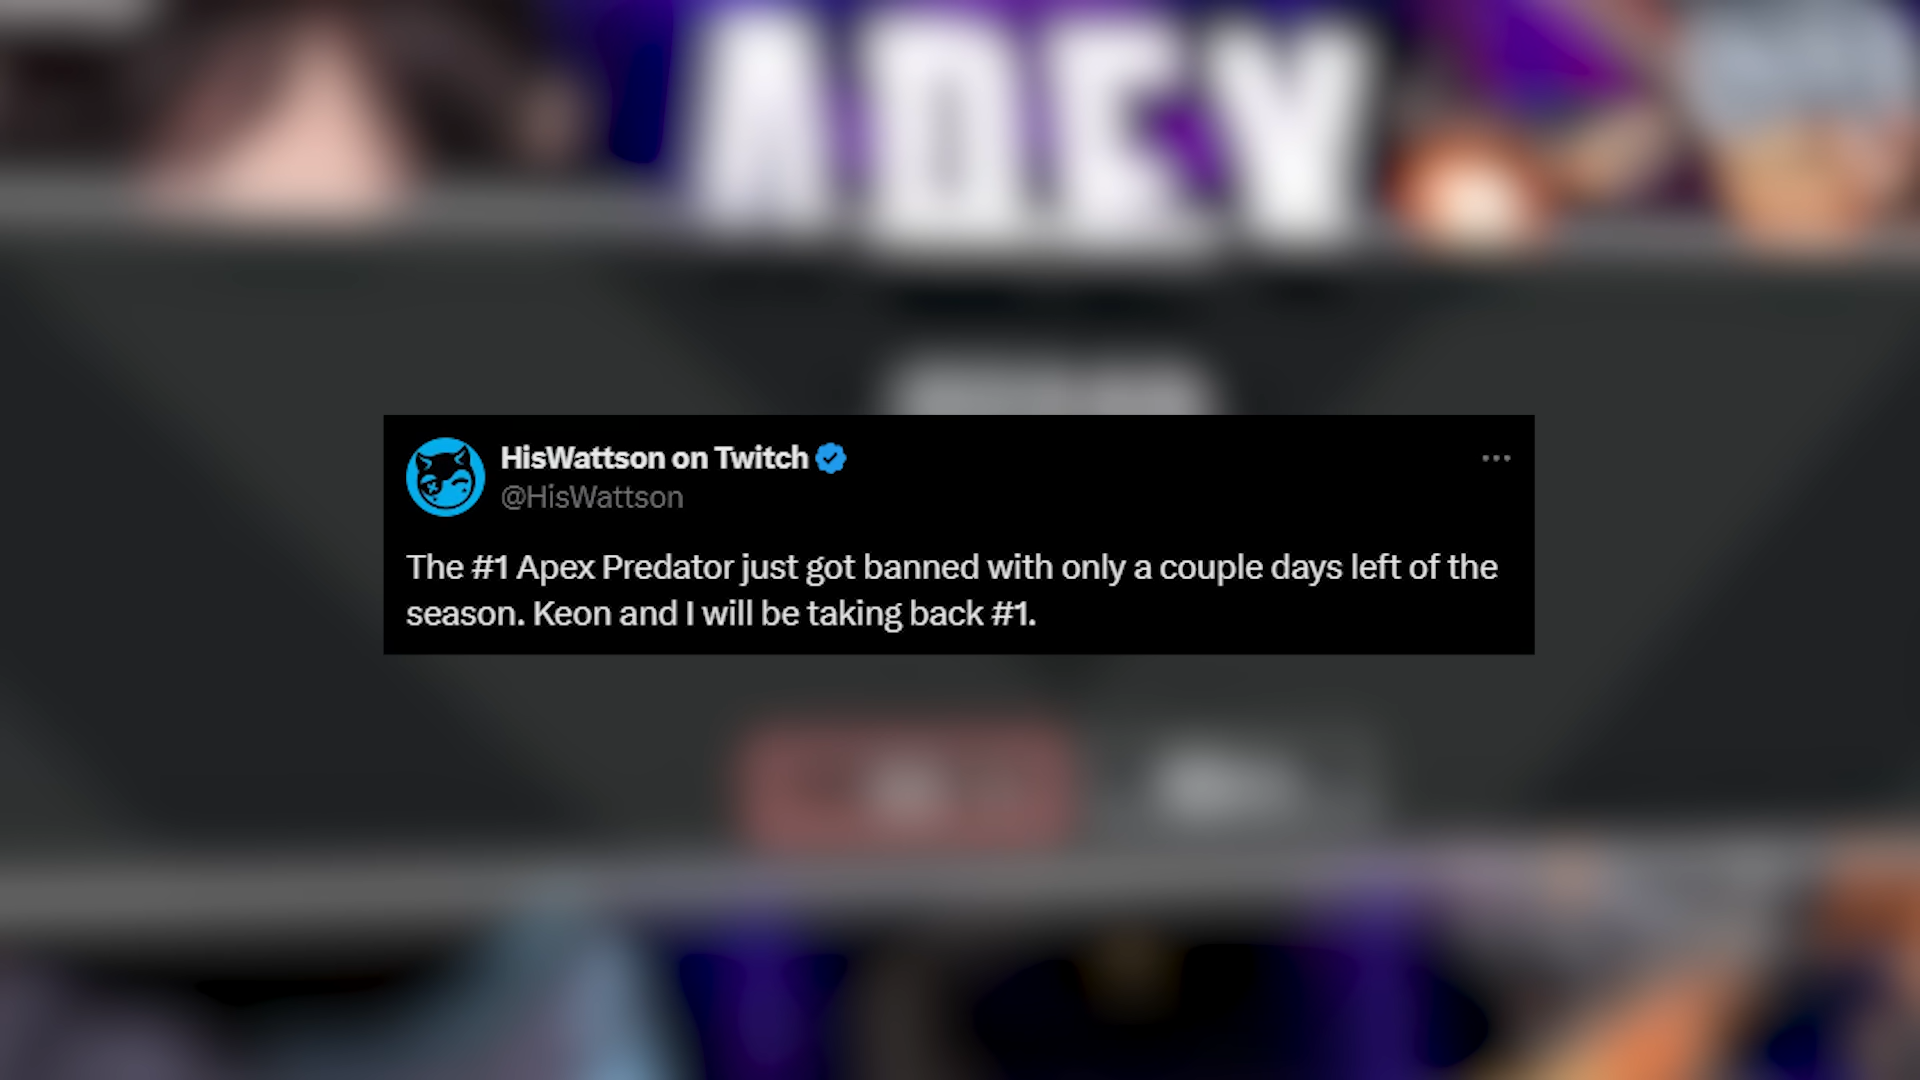 APEX
HisWattson on Twitch
@HisWattson
The #1 Apex Predator just got banned with only a couple days left of the
season. Keon and I will be taking back #1.